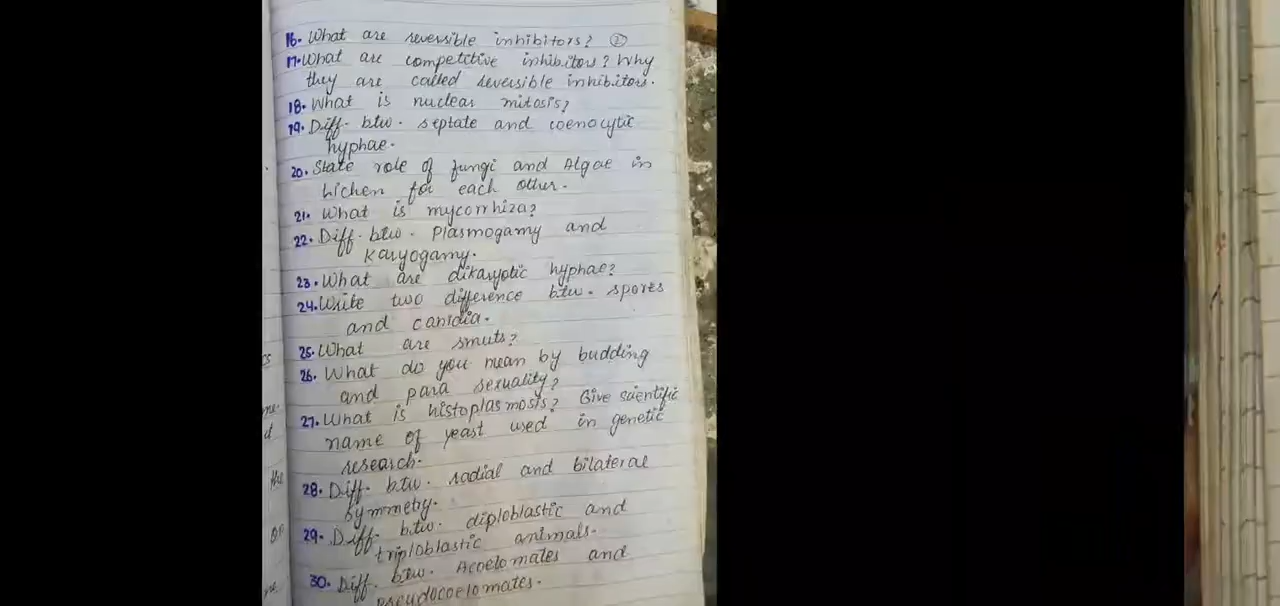 16. What are reversible inhibitors? ②
17. What are competitive inhibitors? Why
they are called reversible inhibitors.
18. What is nuclear mitosis?
19. Diff. btw. septate and coenocytic
hyphae.
20. State role of fungi and Algae in
Lichen for each other.
21. What is mycorrhiza?
22. Diff. btw. Plasmogamy and
Karyogamy.
23. What are dikaryotic hyphae?
24. Write two difference btw. spores
and canidia.
25. What are smuts?
26. What do you mean by budding
and para sexuality?
27. What is histoplasmosis? Give scientific
name of yeast used in genetic
research.
28. Diff. btw. radial and bilateral
symmetry.
29. Diff. btw. diploblastic and
triploblastic animals.
30. Diff. btw. Acoelomates and
pseudocoelomates.